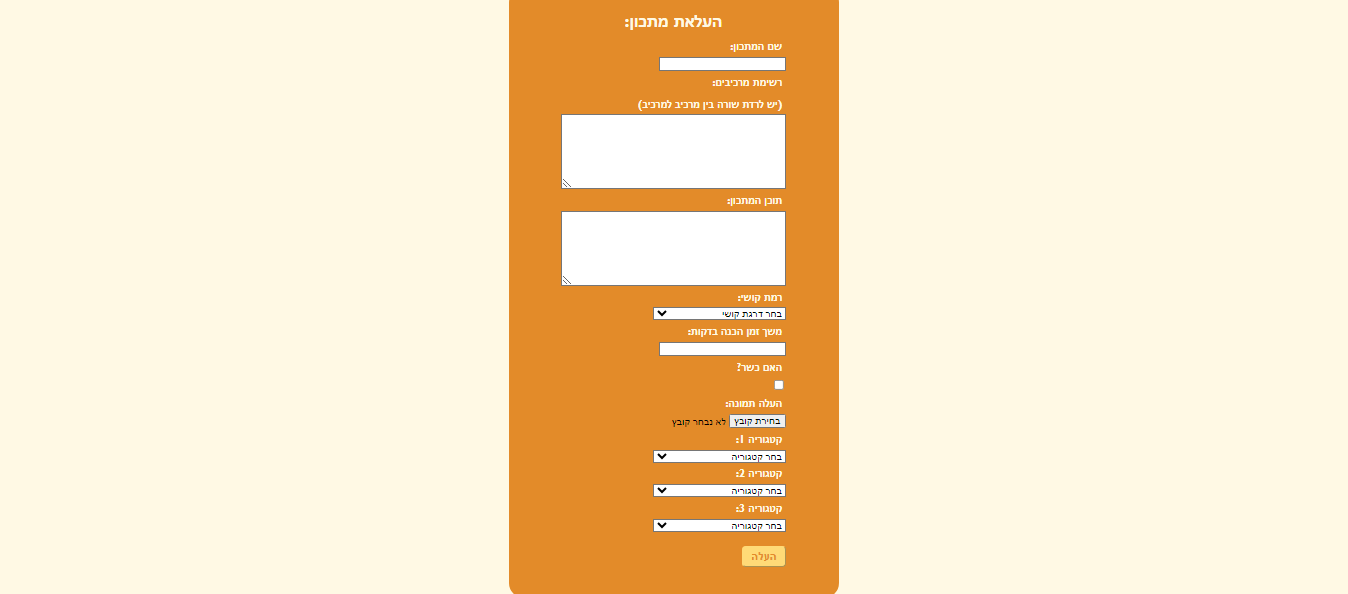 העלאת מתכון:
שם המתכון:
רשימת מרכיבים:
(יש לרדת שורה בין מרכיב למרכיב)
תוכן המתכון:
רמת קושי:
בחר דרגת קושי
משך זמן הכנה בדקות:
האם כשר?
העלה תמונה:
בחירת קובץ לא נבחר קובץ
קטגוריה 1:
בחר קטגוריה
קטגוריה 2:
בחר קטגוריה
קטגוריה 3:
בחר קטגוריה
העלה